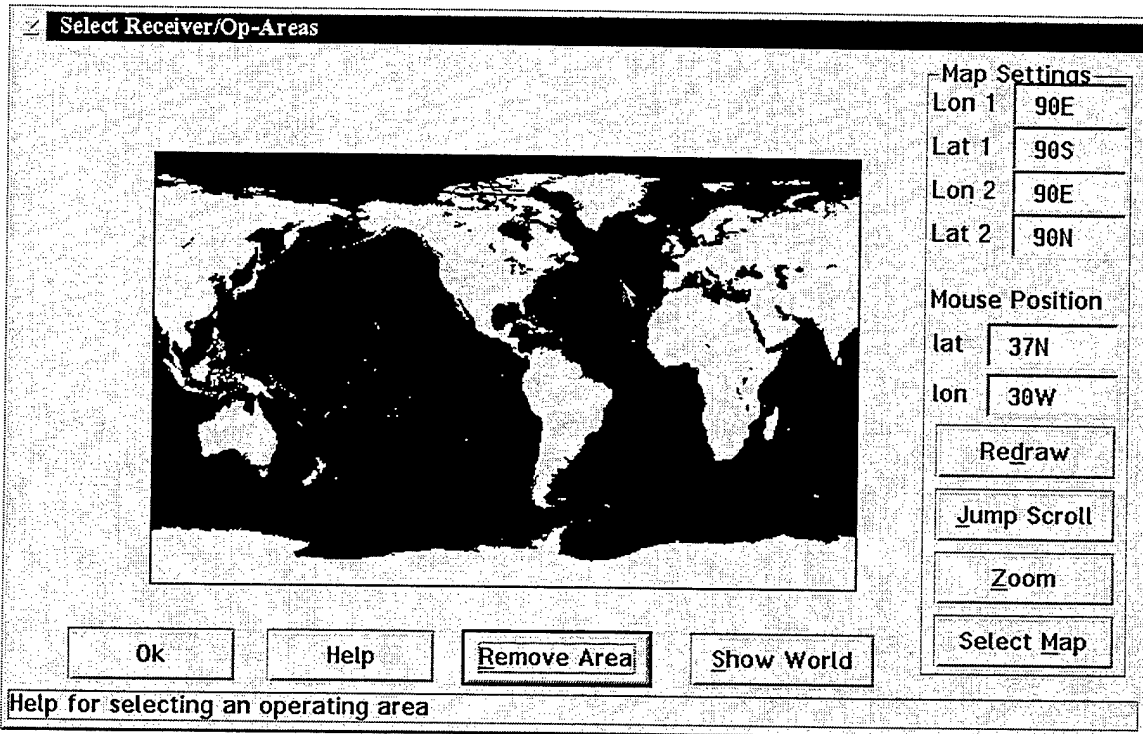 Select Receiver/Op-Areas
Map Settings
Lon 1 90E
Lat 1 90S
Lon 2 90E
Lat 2 90N
Mouse Position
lat 37N
lon 30W
Redraw
Jump Scroll
Zoom
Select Map
Ok Help Remove Area Show World
Help for selecting an operating area